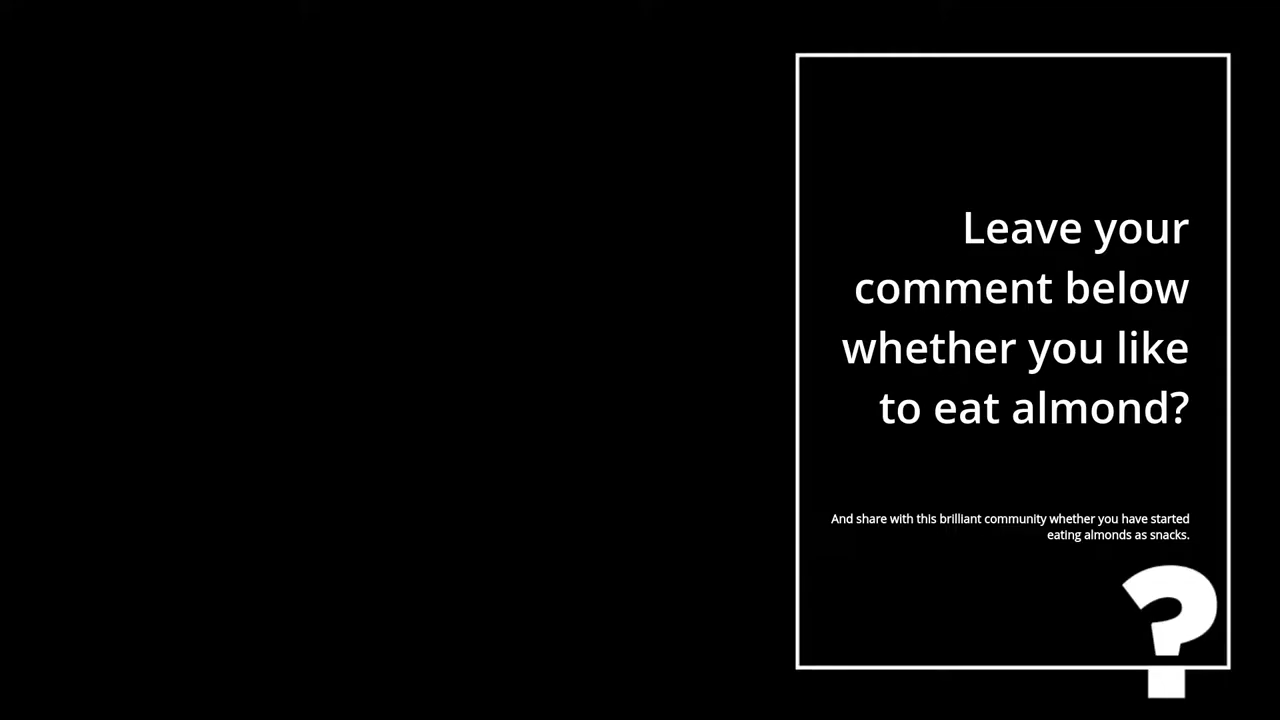 Leave your
comment below
whether you like
to eat almond?
And share with this brilliant community whether you have started
eating almonds as snacks.
?